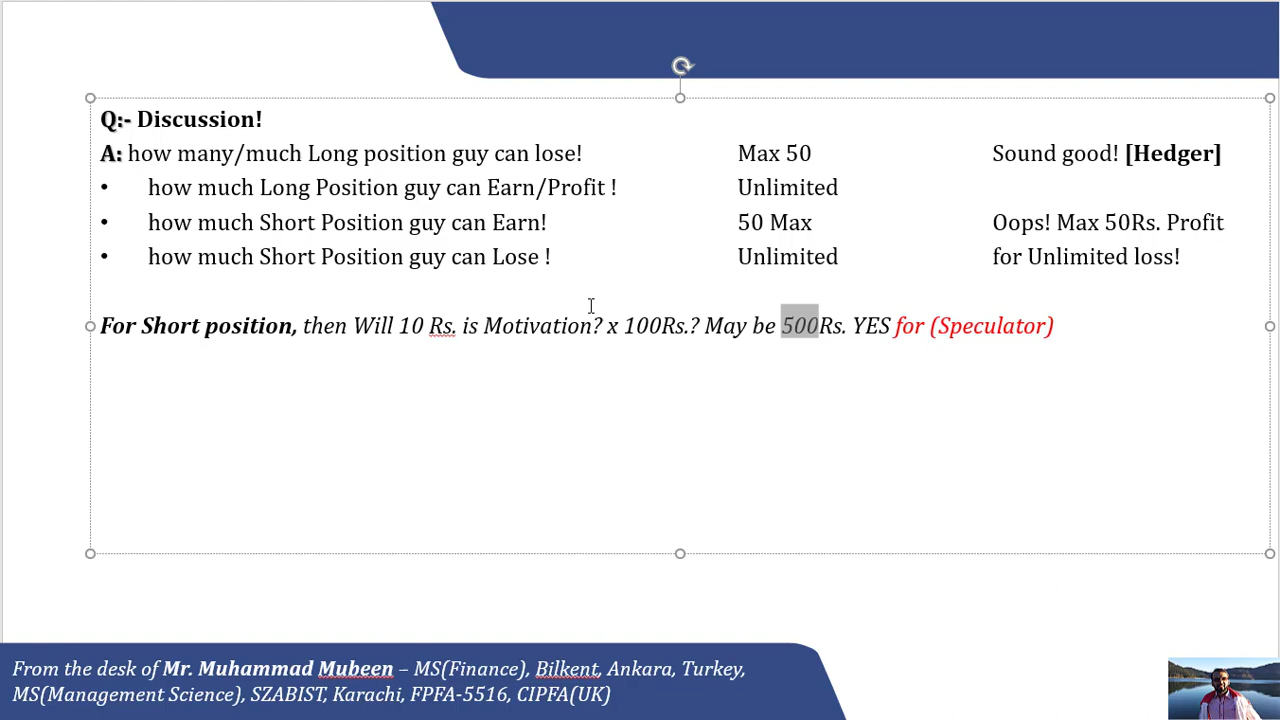 Q:- Discussion!
A: how many/much Long position guy can lose! Max 50 Sound good! [Hedger]
• how much Long Position guy can Earn/Profit ! Unlimited
• how much Short Position guy can Earn! 50 Max Oops! Max 50Rs. Profit
• how much Short Position guy can Lose ! Unlimited for Unlimited loss!
For Short position, then Will 10 Rs. is Motivation? x 100Rs.? May be 500Rs. YES for (Speculator)
From the desk of Mr. Muhammad Mubeen – MS(Finance), Bilkent, Ankara, Turkey,
MS(Management Science), SZABIST, Karachi, FPFA-5516, CIPFA(UK)